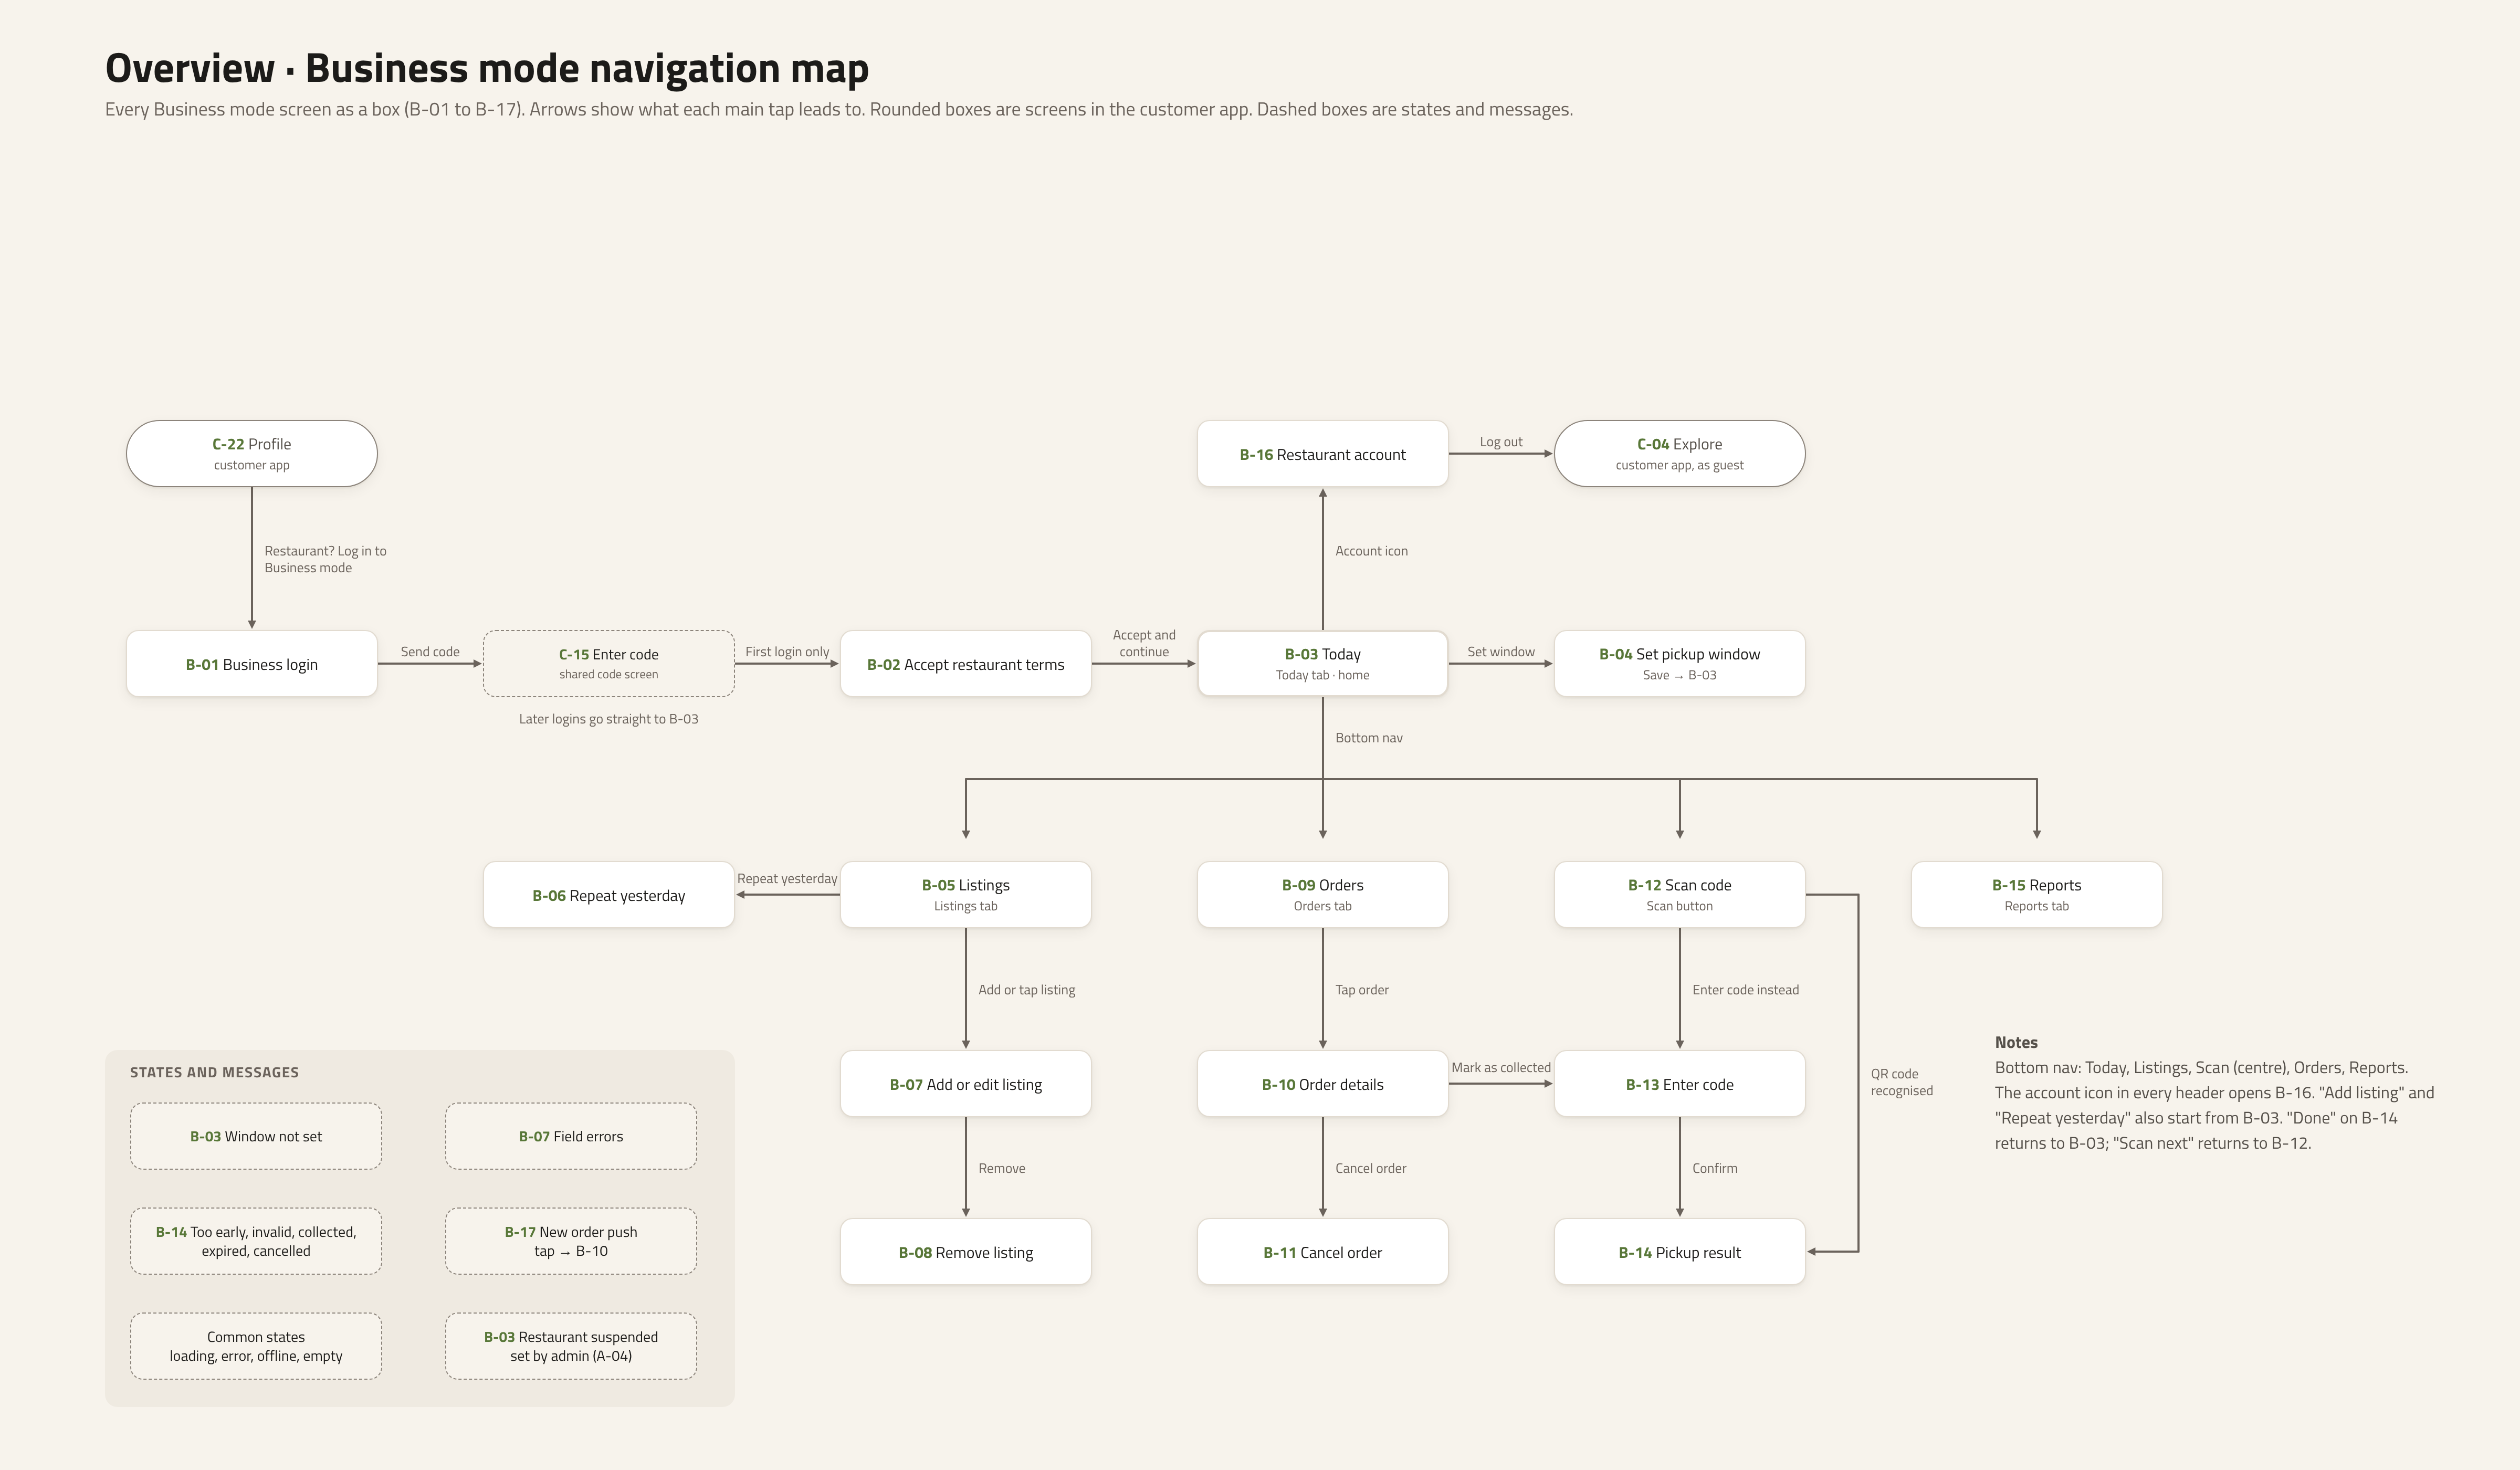 Overview · Business mode navigation map
Every Business mode screen as a box (B-01 to B-17). Arrows show what each main tap leads to. Rounded boxes are screens in the customer app. Dashed boxes are states and messages.
C-22 Profile
customer app
B-16 Restaurant account
Log out
C-04 Explore
customer app, as guest
Restaurant? Log in to
Business mode
Account icon
B-01 Business login
Send code
C-15 Enter code
shared code screen
First login only
B-02 Accept restaurant terms
Accept and
continue
B-03 Today
Today tab · home
Set window
B-04 Set pickup window
Save → B-03
Later logins go straight to B-03
Bottom nav
B-06 Repeat yesterday
Repeat yesterday
B-05 Listings
Listings tab
B-09 Orders
Orders tab
B-12 Scan code
Scan button
B-15 Reports
Reports tab
Add or tap listing
Tap order
Enter code instead
B-07 Add or edit listing
B-10 Order details
Mark as collected
B-13 Enter code
QR code
recognised
Remove
Cancel order
Confirm
B-08 Remove listing
B-11 Cancel order
B-14 Pickup result
Notes
Bottom nav: Today, Listings, Scan (centre), Orders, Reports.
The account icon in every header opens B-16. "Add listing" and
"Repeat yesterday" also start from B-03. "Done" on B-14
returns to B-03; "Scan next" returns to B-12.
STATES AND MESSAGES
B-03 Window not set
B-07 Field errors
B-14 Too early, invalid, collected,
expired, cancelled
B-17 New order push
tap → B-10
Common states
loading, error, offline, empty
B-03 Restaurant suspended
set by admin (A-04)